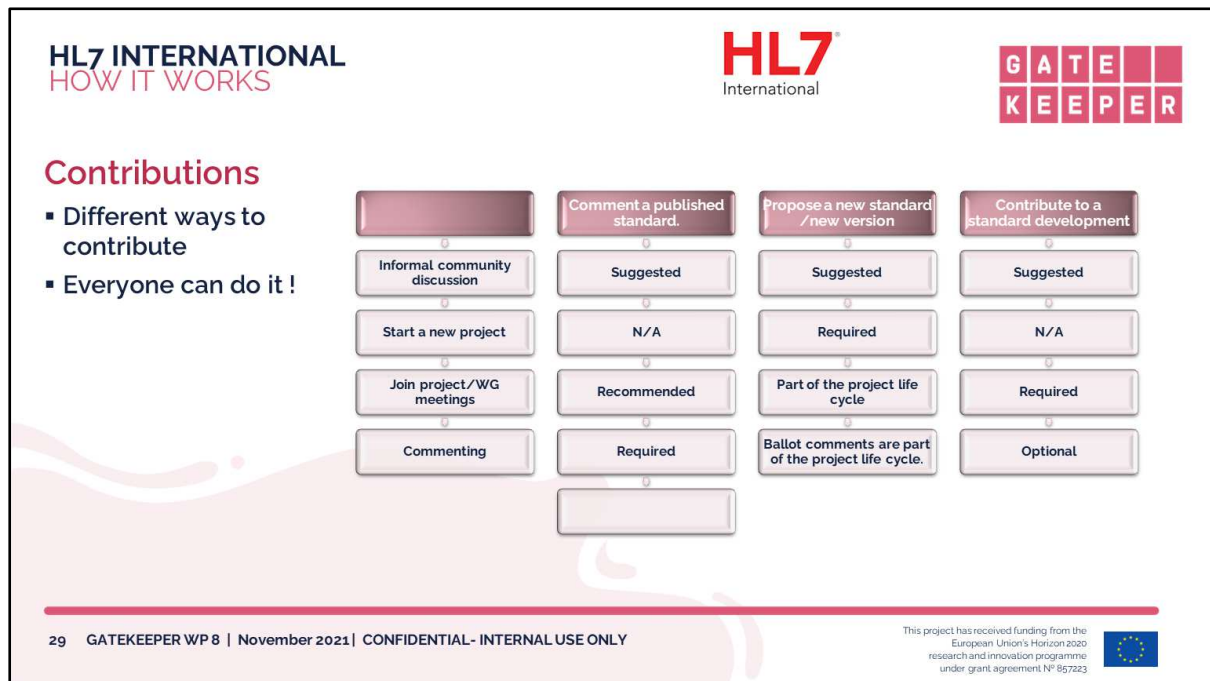 HL7 INTERNATIONAL
HOW IT WORKS
HL7®
International
GATE
KEEPER
Contributions
▪ Different ways to
contribute
▪ Everyone can do it !
Comment a published
standard.
Propose a new standard
/new version
Contribute to a
standard development
Informal community
discussion
Suggested
Suggested
Suggested
Start a new project
N/A
Required
N/A
Join project/WG
meetings
Recommended
Part of the project life
cycle
Required
Commenting
Required
Ballot comments are part
of the project life cycle.
Optional
29 GATEKEEPER WP 8 | November 2021 | CONFIDENTIAL- INTERNAL USE ONLY
This project has received funding from the
European Union's Horizon 2020
research and innovation programme
under grant agreement Nº 857223